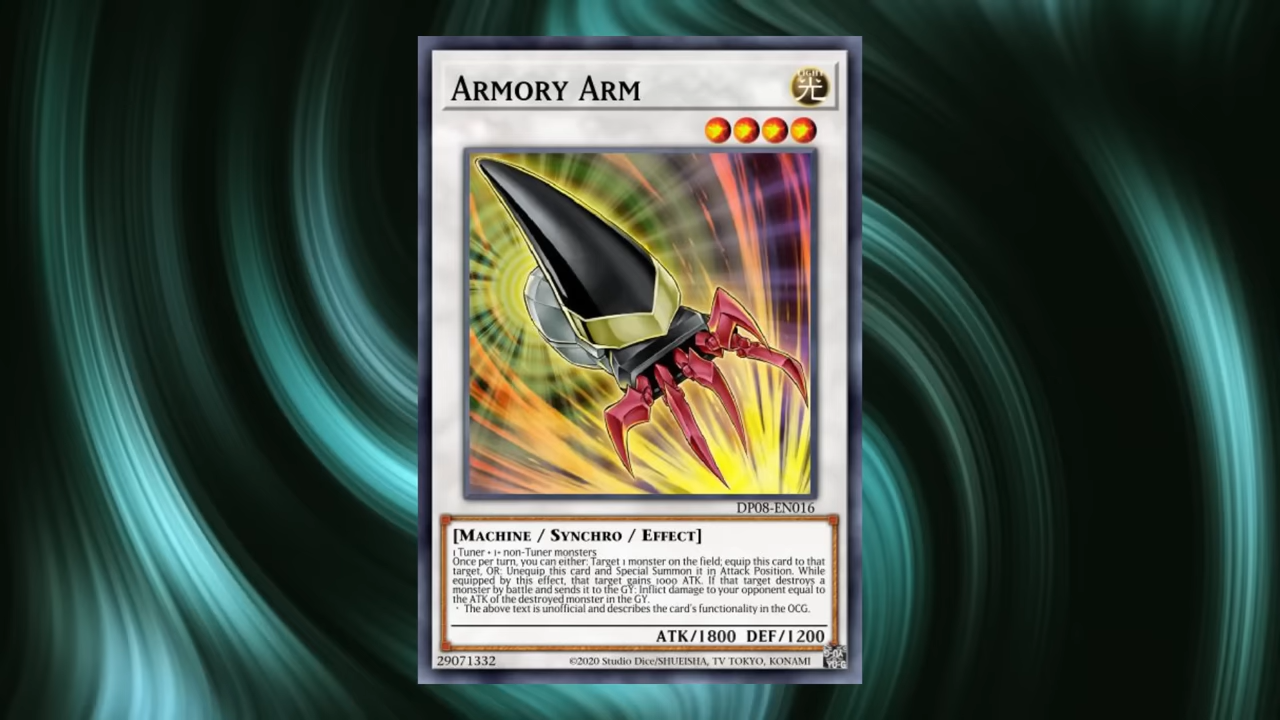 ARMORY ARM
LIGHT
光
DP08-EN016
[MACHINE / SYNCHRO / EFFECT]
1 Tuner + 1+ non-Tuner monsters
Once per turn, you can either: Target 1 monster on the field; equip this card to that
target, OR: Unequip this card and Special Summon it in Attack Position. While
equipped by this effect, that target gains 1000 ATK. If that target destroys a
monster by battle and sends it to the GY: Inflict damage to your opponent equal to
the ATK of the destroyed monster in the GY.
· The above text is unofficial and describes the card's functionality in the OCG.
ATK/1800 DEF/1200
29071332 ©2020 Studio Dice/SHUEISHA, TV TOKYO, KONAMI